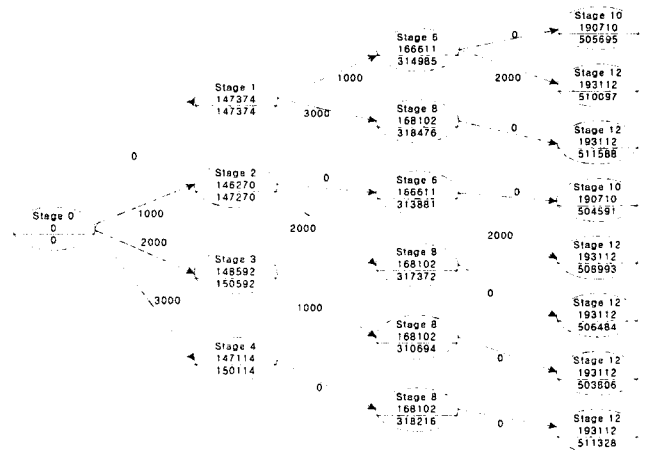 Stage 0
0
0
0
1000
2000
3000
Stage 1
147374
147374
Stage 2
146270
147270
Stage 3
148592
150592
Stage 4
147114
150114
1000
3000
0
2000
1000
0
Stage 6
166611
314985
Stage 8
168102
318476
Stage 6
166611
313881
Stage 8
168102
317372
Stage 8
168102
310694
Stage 8
168102
318216
0
2000
0
0
2000
0
0
0
Stage 10
190710
505695
Stage 12
193112
510097
Stage 12
193112
511588
Stage 10
190710
504591
Stage 12
193112
508993
Stage 12
193112
506484
Stage 12
193112
503806
Stage 12
193112
511328